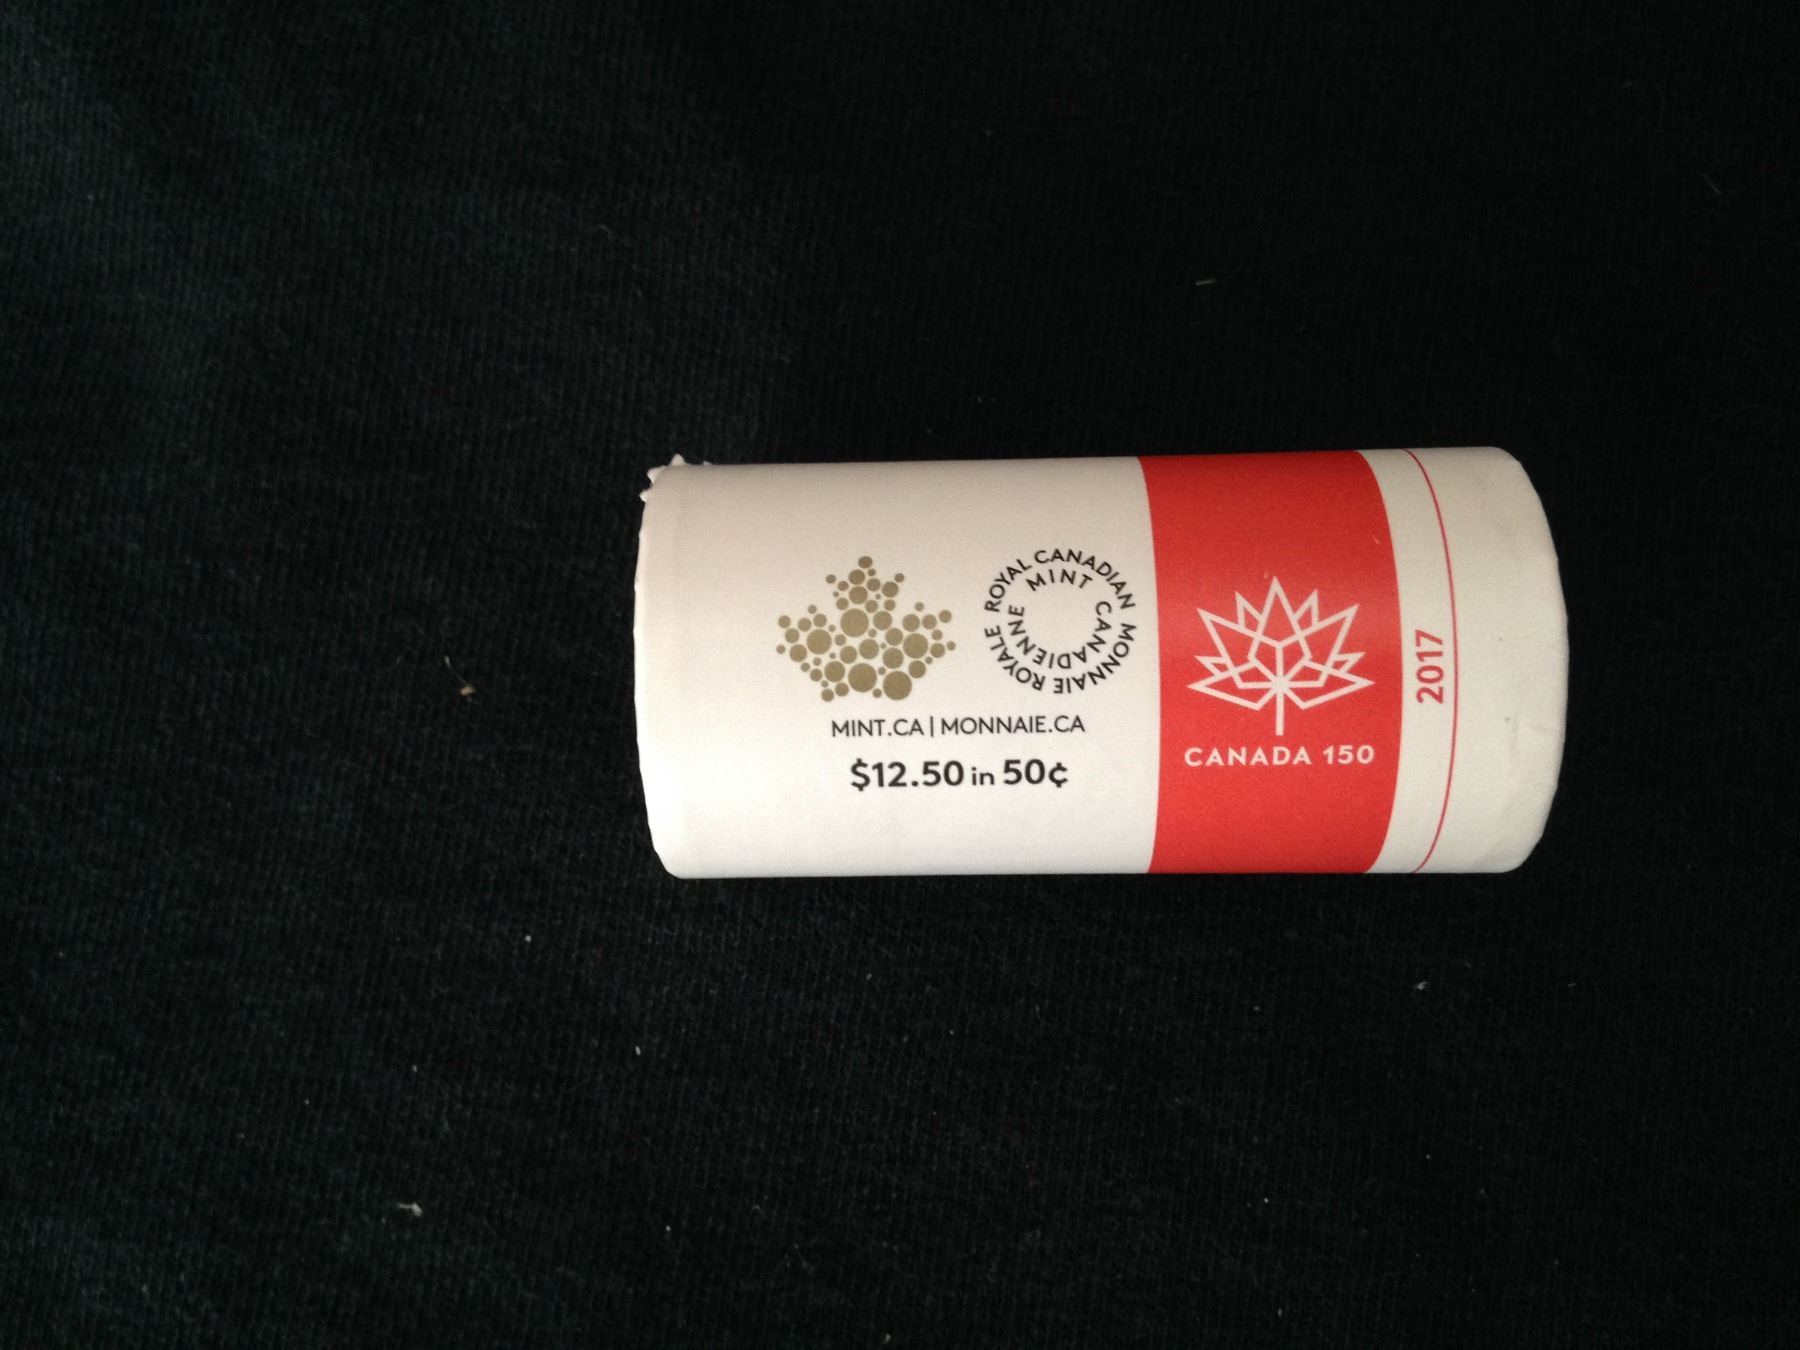 ROYAL CANADIAN MINT
MONNAIE ROYALE CANADIENNE
MINT.CA | MONNAIE.CA
$12.50 in 50¢
CANADA 150
2017